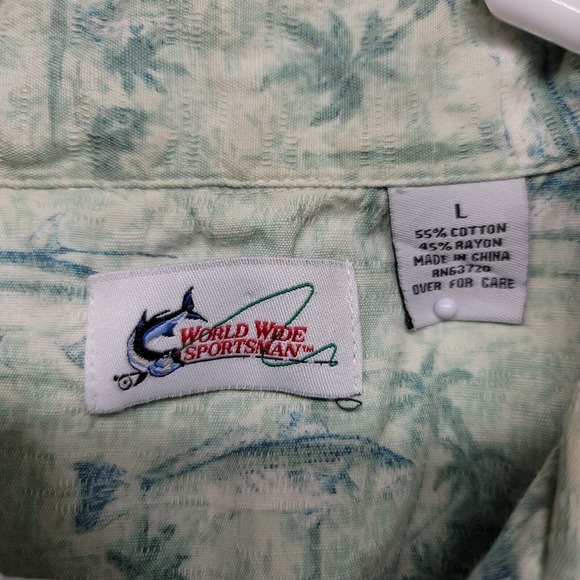 WORLD WIDE
SPORTSMAN™
L
55% COTTON
45% RAYON
MADE IN CHINA
RN63720
OVER FOR CARE